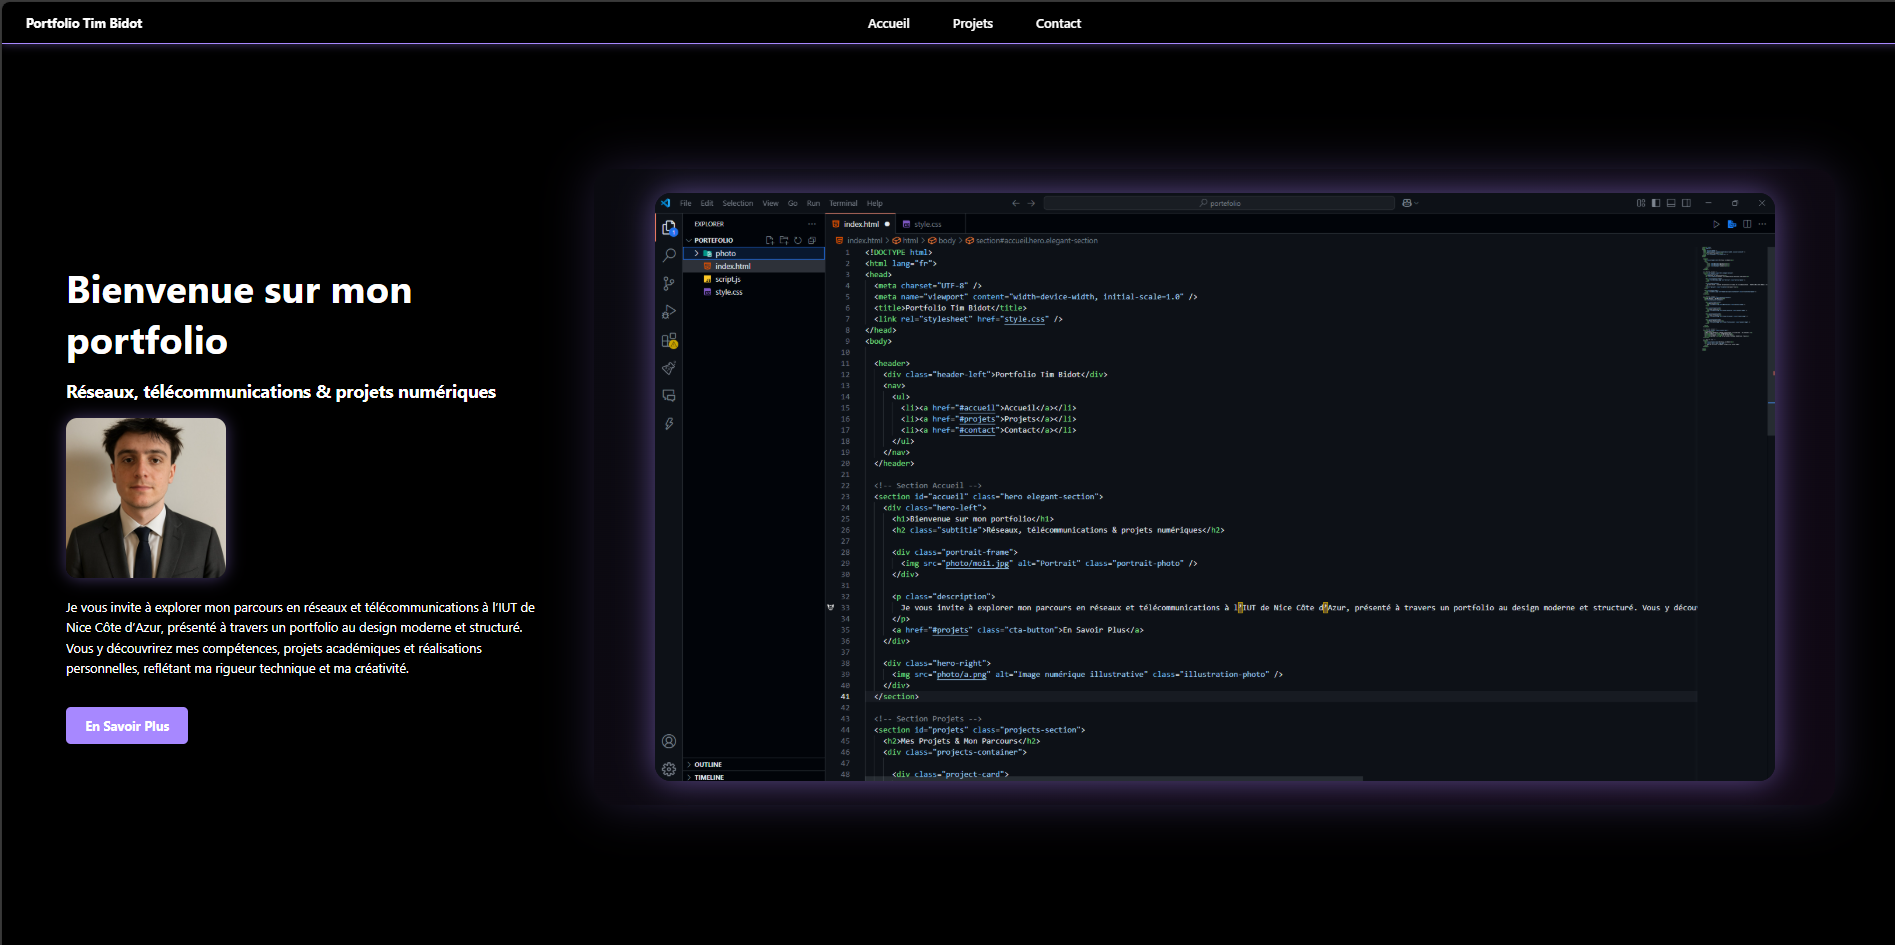 Portfolio Tim Bidot
Accueil Projets Contact
Bienvenue sur mon
portfolio
Réseaux, télécommunications & projets numériques
Je vous invite à explorer mon parcours en réseaux et télécommunications à l’IUT de
Nice Côte d’Azur, présenté à travers un portfolio au design moderne et structuré.
Vous y découvrirez mes compétences, projets académiques et réalisations
personnelles, reflétant ma rigueur technique et ma créativité.
En Savoir Plus
File Edit Selection View Go Run Terminal Help
portefolio
EXPLORER
PORTEFOLIO
photo
index.html
script.js
style.css
OUTLINE
TIMELINE
index.html style.css
index.html > html > body > section#accueil.hero.elegant-section
1 <!DOCTYPE html>
2 <html lang="fr">
3 <head>
4 <meta charset="UTF-8" />
5 <meta name="viewport" content="width=device-width, initial-scale=1.0" />
6 <title>Portfolio Tim Bidot</title>
7 <link rel="stylesheet" href="style.css" />
8 </head>
9 <body>
10
11 <header>
12 <div class="header-left">Portfolio Tim Bidot</div>
13 <nav>
14 <ul>
15 <li><a href="#accueil">Accueil</a></li>
16 <li><a href="#projets">Projets</a></li>
17 <li><a href="#contact">Contact</a></li>
18 </ul>
19 </nav>
20 </header>
21
22 <!-- Section Accueil -->
23 <section id="accueil" class="hero elegant-section">
24 <div class="hero-left">
25 <h1>Bienvenue sur mon portfolio</h1>
26 <h2 class="subtitle">Réseaux, télécommunications & projets numériques</h2>
27
28 <div class="portrait-frame">
29 <img src="photo/moi1.jpg" alt="Portrait" class="portrait-photo" />
30 </div>
31
32 <p class="description">
33 Je vous invite à explorer mon parcours en réseaux et télécommunications à l’IUT de Nice Côte d’Azur, présenté à travers un portfolio au design moderne et structuré. Vous y décou
34 </p>
35 <a href="#projets" class="cta-button">En Savoir Plus</a>
36 </div>
37
38 <div class="hero-right">
39 <img src="photo/a.png" alt="Image numérique illustrative" class="illustration-photo" />
40 </div>
41 </section>
42
43 <!-- Section Projets -->
44 <section id="projets" class="projects-section">
45 <h2>Mes Projets & Mon Parcours</h2>
46 <div class="projects-container">
47
48 <div class="project-card">